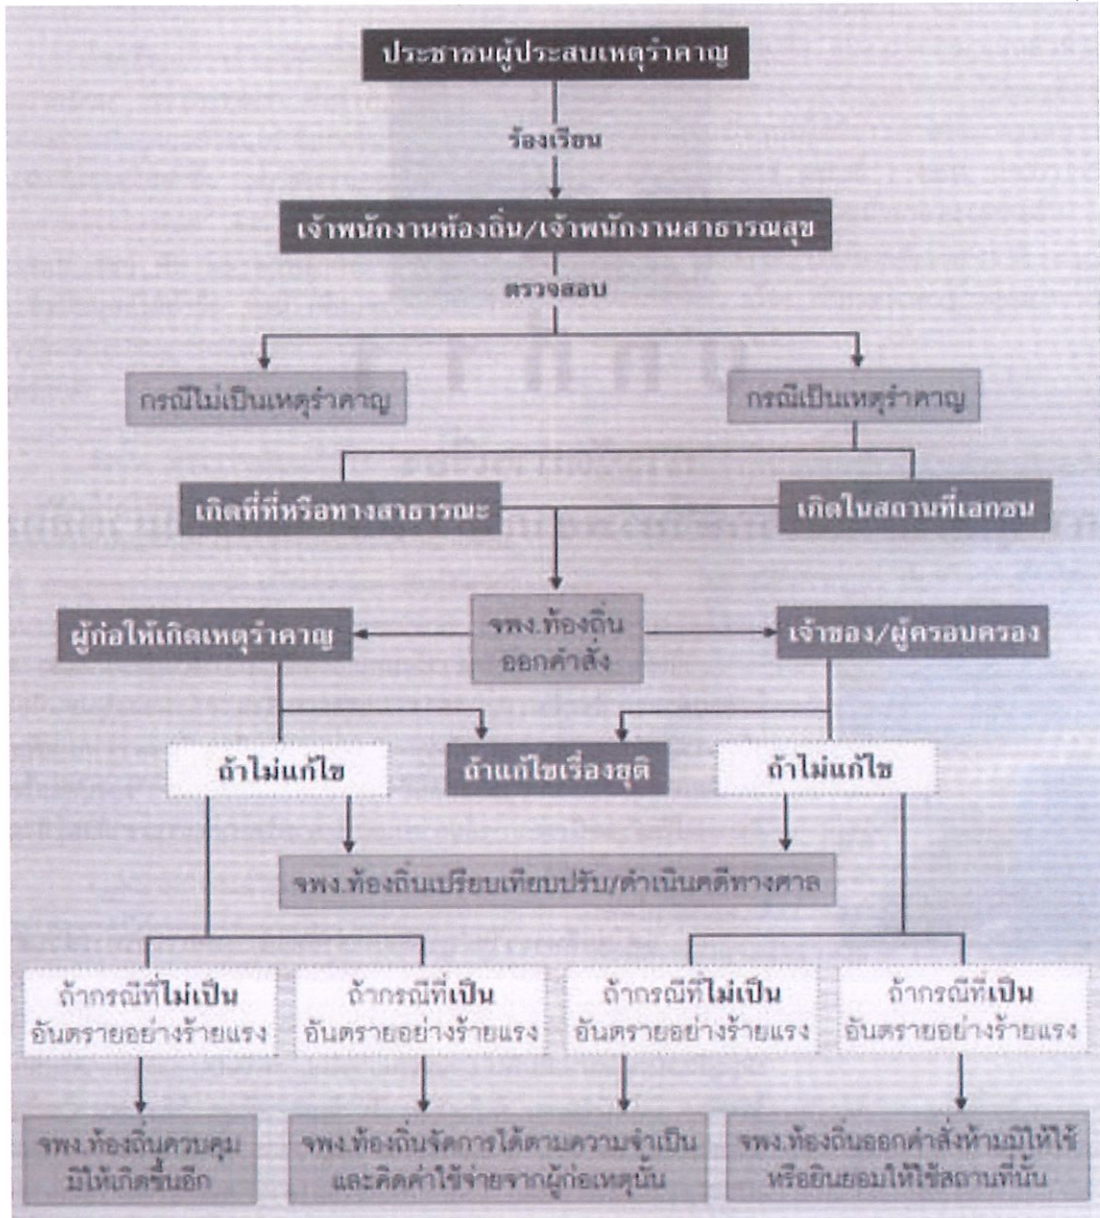 ประชาชนผู้ประสบเหตุรำคาญ
ร้องเรียน
เจ้าพนักงานท้องถิ่น/เจ้าพนักงานสาธารณสุข
ตรวจสอบ
กรณีไม่เป็นเหตุรำคาญ
กรณีเป็นเหตุรำคาญ
เกิดที่ที่หรือทางสาธารณะ
เกิดในสถานที่เอกชน
ผู้ก่อให้เกิดเหตุรำคาญ
จพง.ท้องถิ่น
ออกคำสั่ง
เจ้าของ/ผู้ครอบครอง
ถ้าไม่แก้ไข
ถ้าแก้ไขเรื่องยุติ
ถ้าไม่แก้ไข
จพง.ท้องถิ่นเปรียบเทียบปรับ/ดำเนินคดีทางศาล
ถ้ากรณีที่ไม่เป็น
อันตรายอย่างร้ายแรง
ถ้ากรณีที่เป็น
อันตรายอย่างร้ายแรง
ถ้ากรณีที่ไม่เป็น
อันตรายอย่างร้ายแรง
ถ้ากรณีที่เป็น
อันตรายอย่างร้ายแรง
จพง.ท้องถิ่นควบคุม
มิให้เกิดขึ้นอีก
จพง.ท้องถิ่นจัดการได้ตามความจำเป็น
และคิดค่าใช้จ่ายจากผู้ก่อเหตุนั้น
จพง.ท้องถิ่นออกคำสั่งห้ามมิให้ใช้
หรือยินยอมให้ใช้สถานที่นั้น